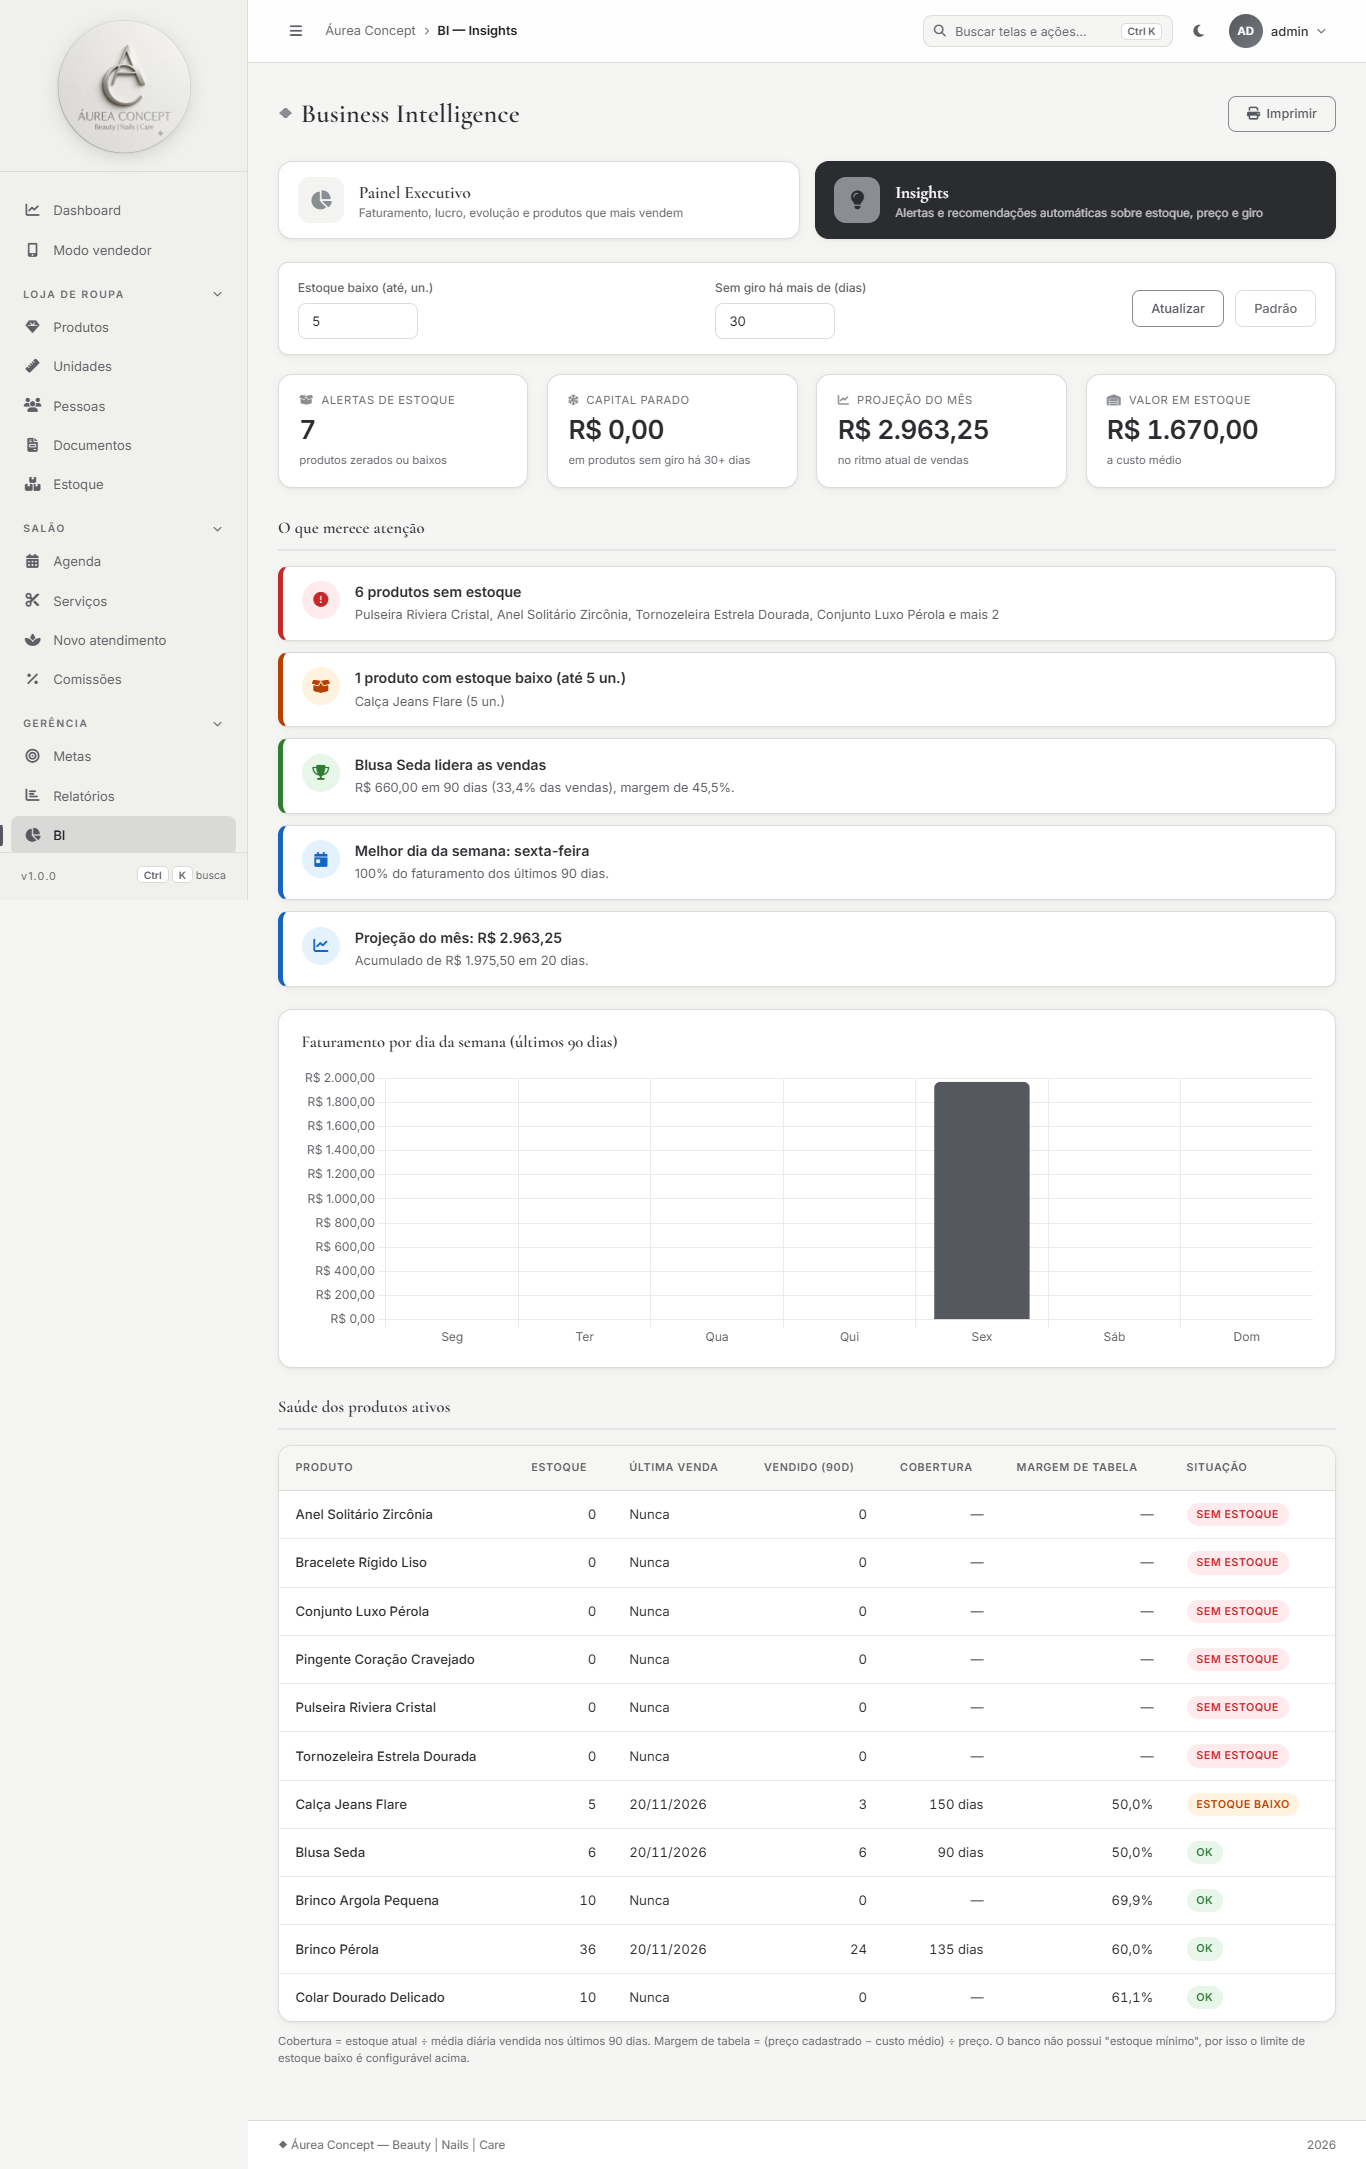 ÁUREA CONCEPT
Beauty | Nails | Care
Dashboard
Modo vendedor
LOJA DE ROUPA
Produtos
Unidades
Pessoas
Documentos
Estoque
SALÃO
Agenda
Serviços
Novo atendimento
Comissões
GERÊNCIA
Metas
Relatórios
BI
v1.0.0 Ctrl K busca
Áurea Concept › BI — Insights
Buscar telas e ações... Ctrl K
AD admin
Business Intelligence
Imprimir
Painel Executivo
Faturamento, lucro, evolução e produtos que mais vendem
Insights
Alertas e recomendações automáticas sobre estoque, preço e giro
Estoque baixo (até, un.)
5
Sem giro há mais de (dias)
30
Atualizar
Padrão
ALERTAS DE ESTOQUE
7
produtos zerados ou baixos
CAPITAL PARADO
R$ 0,00
em produtos sem giro há 30+ dias
PROJEÇÃO DO MÊS
R$ 2.963,25
no ritmo atual de vendas
VALOR EM ESTOQUE
R$ 1.670,00
a custo médio
O que merece atenção
6 produtos sem estoque
Pulseira Riviera Cristal, Anel Solitário Zircônia, Tornozeleira Estrela Dourada, Conjunto Luxo Pérola e mais 2
1 produto com estoque baixo (até 5 un.)
Calça Jeans Flare (5 un.)
Blusa Seda lidera as vendas
R$ 660,00 em 90 dias (33,4% das vendas), margem de 45,5%.
Melhor dia da semana: sexta-feira
100% do faturamento dos últimos 90 dias.
Projeção do mês: R$ 2.963,25
Acumulado de R$ 1.975,50 em 20 dias.
Faturamento por dia da semana (últimos 90 dias)
R$ 2.000,00
R$ 1.800,00
R$ 1.600,00
R$ 1.400,00
R$ 1.200,00
R$ 1.000,00
R$ 800,00
R$ 600,00
R$ 400,00
R$ 200,00
R$ 0,00
Seg Ter Qua Qui Sex Sáb Dom
Saúde dos produtos ativos
PRODUTO ESTOQUE ÚLTIMA VENDA VENDIDO (90D) COBERTURA MARGEM DE TABELA SITUAÇÃO
Anel Solitário Zircônia 0 Nunca 0 — — SEM ESTOQUE
Bracelete Rígido Liso 0 Nunca 0 — — SEM ESTOQUE
Conjunto Luxo Pérola 0 Nunca 0 — — SEM ESTOQUE
Pingente Coração Cravejado 0 Nunca 0 — — SEM ESTOQUE
Pulseira Riviera Cristal 0 Nunca 0 — — SEM ESTOQUE
Tornozeleira Estrela Dourada 0 Nunca 0 — — SEM ESTOQUE
Calça Jeans Flare 5 20/11/2026 3 150 dias 50,0% ESTOQUE BAIXO
Blusa Seda 6 20/11/2026 6 90 dias 50,0% OK
Brinco Argola Pequena 10 Nunca 0 — 69,9% OK
Brinco Pérola 36 20/11/2026 24 135 dias 60,0% OK
Colar Dourado Delicado 10 Nunca 0 — 61,1% OK
Cobertura = estoque atual ÷ média diária vendida nos últimos 90 dias. Margem de tabela = (preço cadastrado − custo médio) ÷ preço. O banco não possui "estoque mínimo", por isso o limite de
estoque baixo é configurável acima.
Áurea Concept — Beauty | Nails | Care 2026